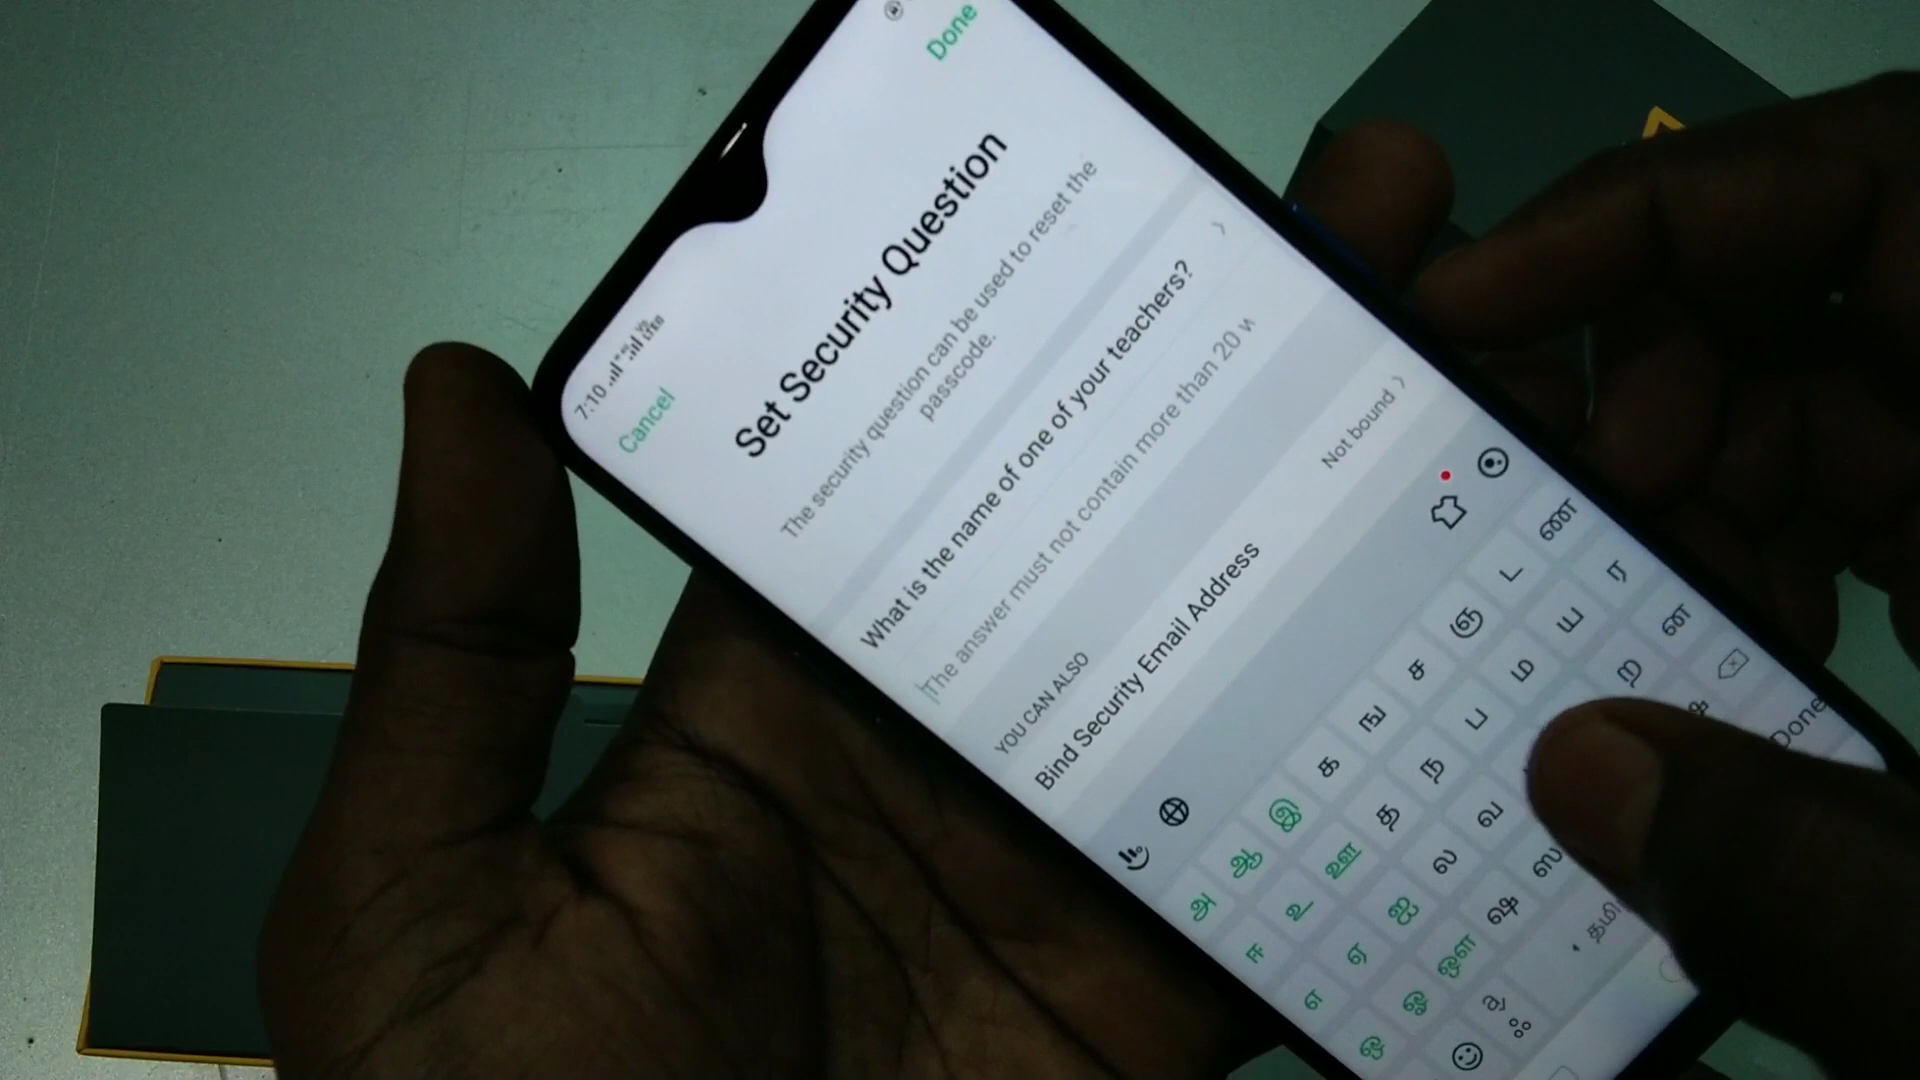 7:10
Vo
LTE
Cancel
Done
Set Security Question
The security question can be used to reset the
passcode.
What is the name of one of your teachers?
The answer must not contain more than 20
YOU CAN ALSO
Bind Security Email Address
Not bound
அ ஆ இ க ங ச ஞ ட ண
ஈ உ ஊ த ந ப ம ய ர
எ ஏ ஐ ல வ ற ன
ஒ ஓ ஔ ஷ ஸ
Done